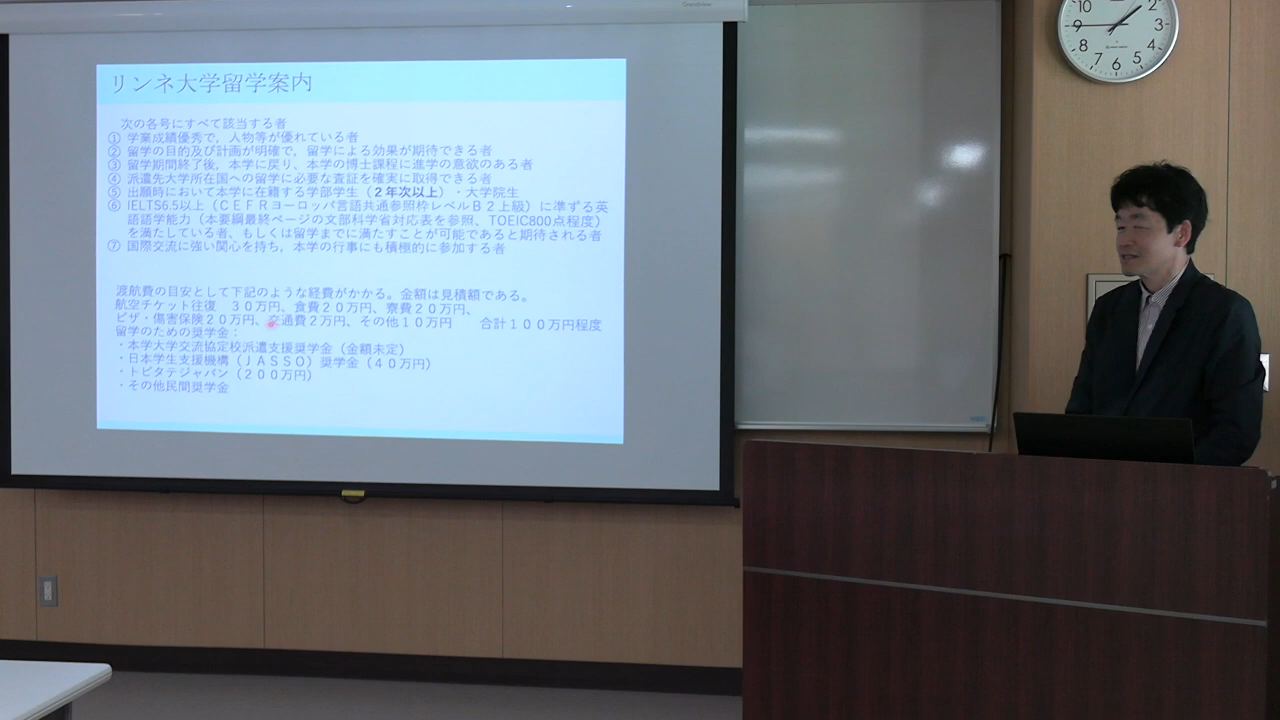 リンネ大学留学案内
次の各号にすべて該当する者
① 学業成績優秀で，人物等が優れている者
② 留学の目的及び計画が明確で，留学による効果が期待できる者
③ 留学期間終了後，本学に戻り、本学の博士課程に進学の意欲のある者
④ 派遣先大学所在国への留学に必要な査証を確実に取得できる者
⑤ 出願時において本学に在籍する学部学生（２年次以上）・大学院生
⑥ IELTS6.5以上（ＣＥＦＲヨーロッパ言語共通参照枠レベルＢ２上級）に準ずる英
語語学能力（本要綱最終ページの文部科学省対応表を参照、TOEIC800点程度）
を満たしている者、もしくは留学までに満たすことが可能であると期待される者
⑦ 国際交流に強い関心を持ち，本学の行事にも積極的に参加する者
渡航費の目安として下記のような経費がかかる。金額は見積額である。
航空チケット往復　３０万円、食費２０万円、寮費２０万円、
ビザ・傷害保険２０万円、交通費２万円、その他１０万円　　合計１００万円程度
留学のための奨学金：
・本学大学交流協定校派遣支援奨学金（金額未定）
・日本学生支援機構（ＪＡＳＳＯ）奨学金（４０万円）
・トビタテジャパン（２００万円）
・その他民間奨学金
10
2
9
3
8
4
7
6
5